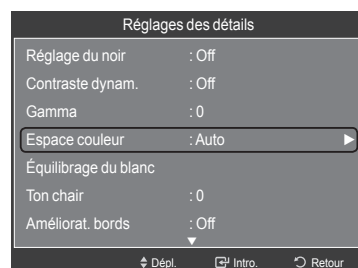 Réglages des détails
Réglage du noir : Off
Contraste dynam. : Off
Gamma : 0
Espace couleur : Auto
Équilibrage du blanc
Ton chair : 0
Améliorat. bords : Off
Dépl. Intro. Retour